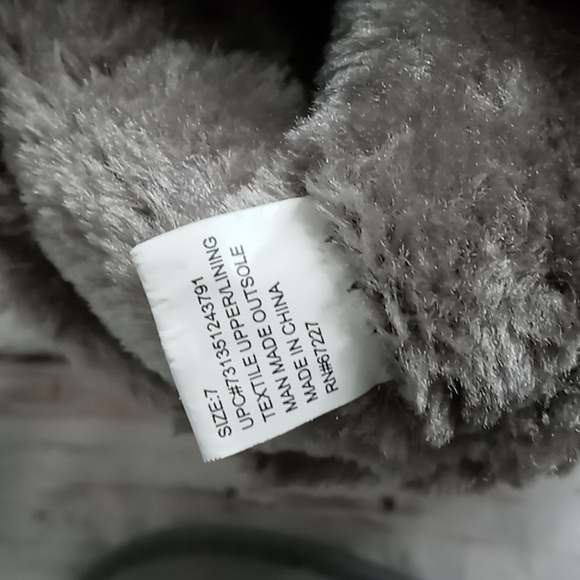 SIZE:7
UPC#731351243791
TEXTILE UPPER/LINING
MAN MADE OUTSOLE
MADE IN CHINA
RN#67227